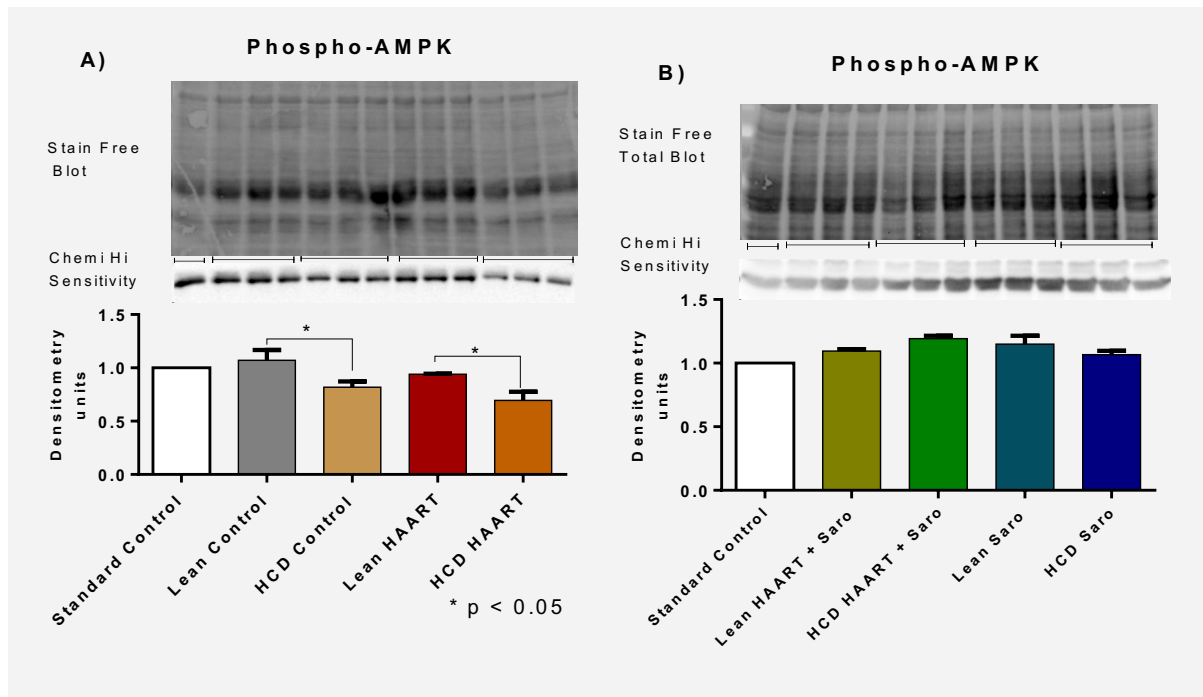 A)
Phospho-AMPK
Stain Free
Blot
Chemi Hi
Sensitivity
Densitometry
units
1.5
1.0
0.5
0.0
*
*
Standard Control
Lean Control
HCD Control
Lean HAART
HCD HAART
* p < 0.05
B)
Phospho-AMPK
Stain Free
Total Blot
Chemi Hi
Sensitivity
Densitometry
units
1.5
1.0
0.5
0.0
Standard Control
Lean HAART + Saro
HCD HAART + Saro
Lean Saro
HCD Saro